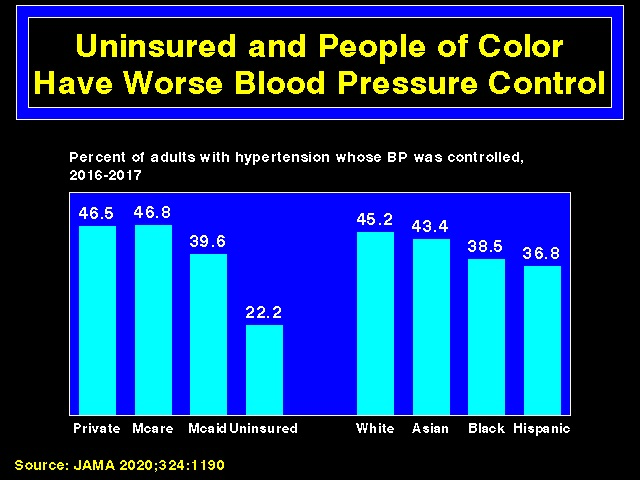 Uninsured and People of Color
Have Worse Blood Pressure Control
Percent of adults with hypertension whose BP was controlled,
2016-2017
46.5 46.8 39.6 22.2 45.2 43.4 38.5 36.8
Private Mcare Mcaid Uninsured White Asian Black Hispanic
Source: JAMA 2020;324:1190